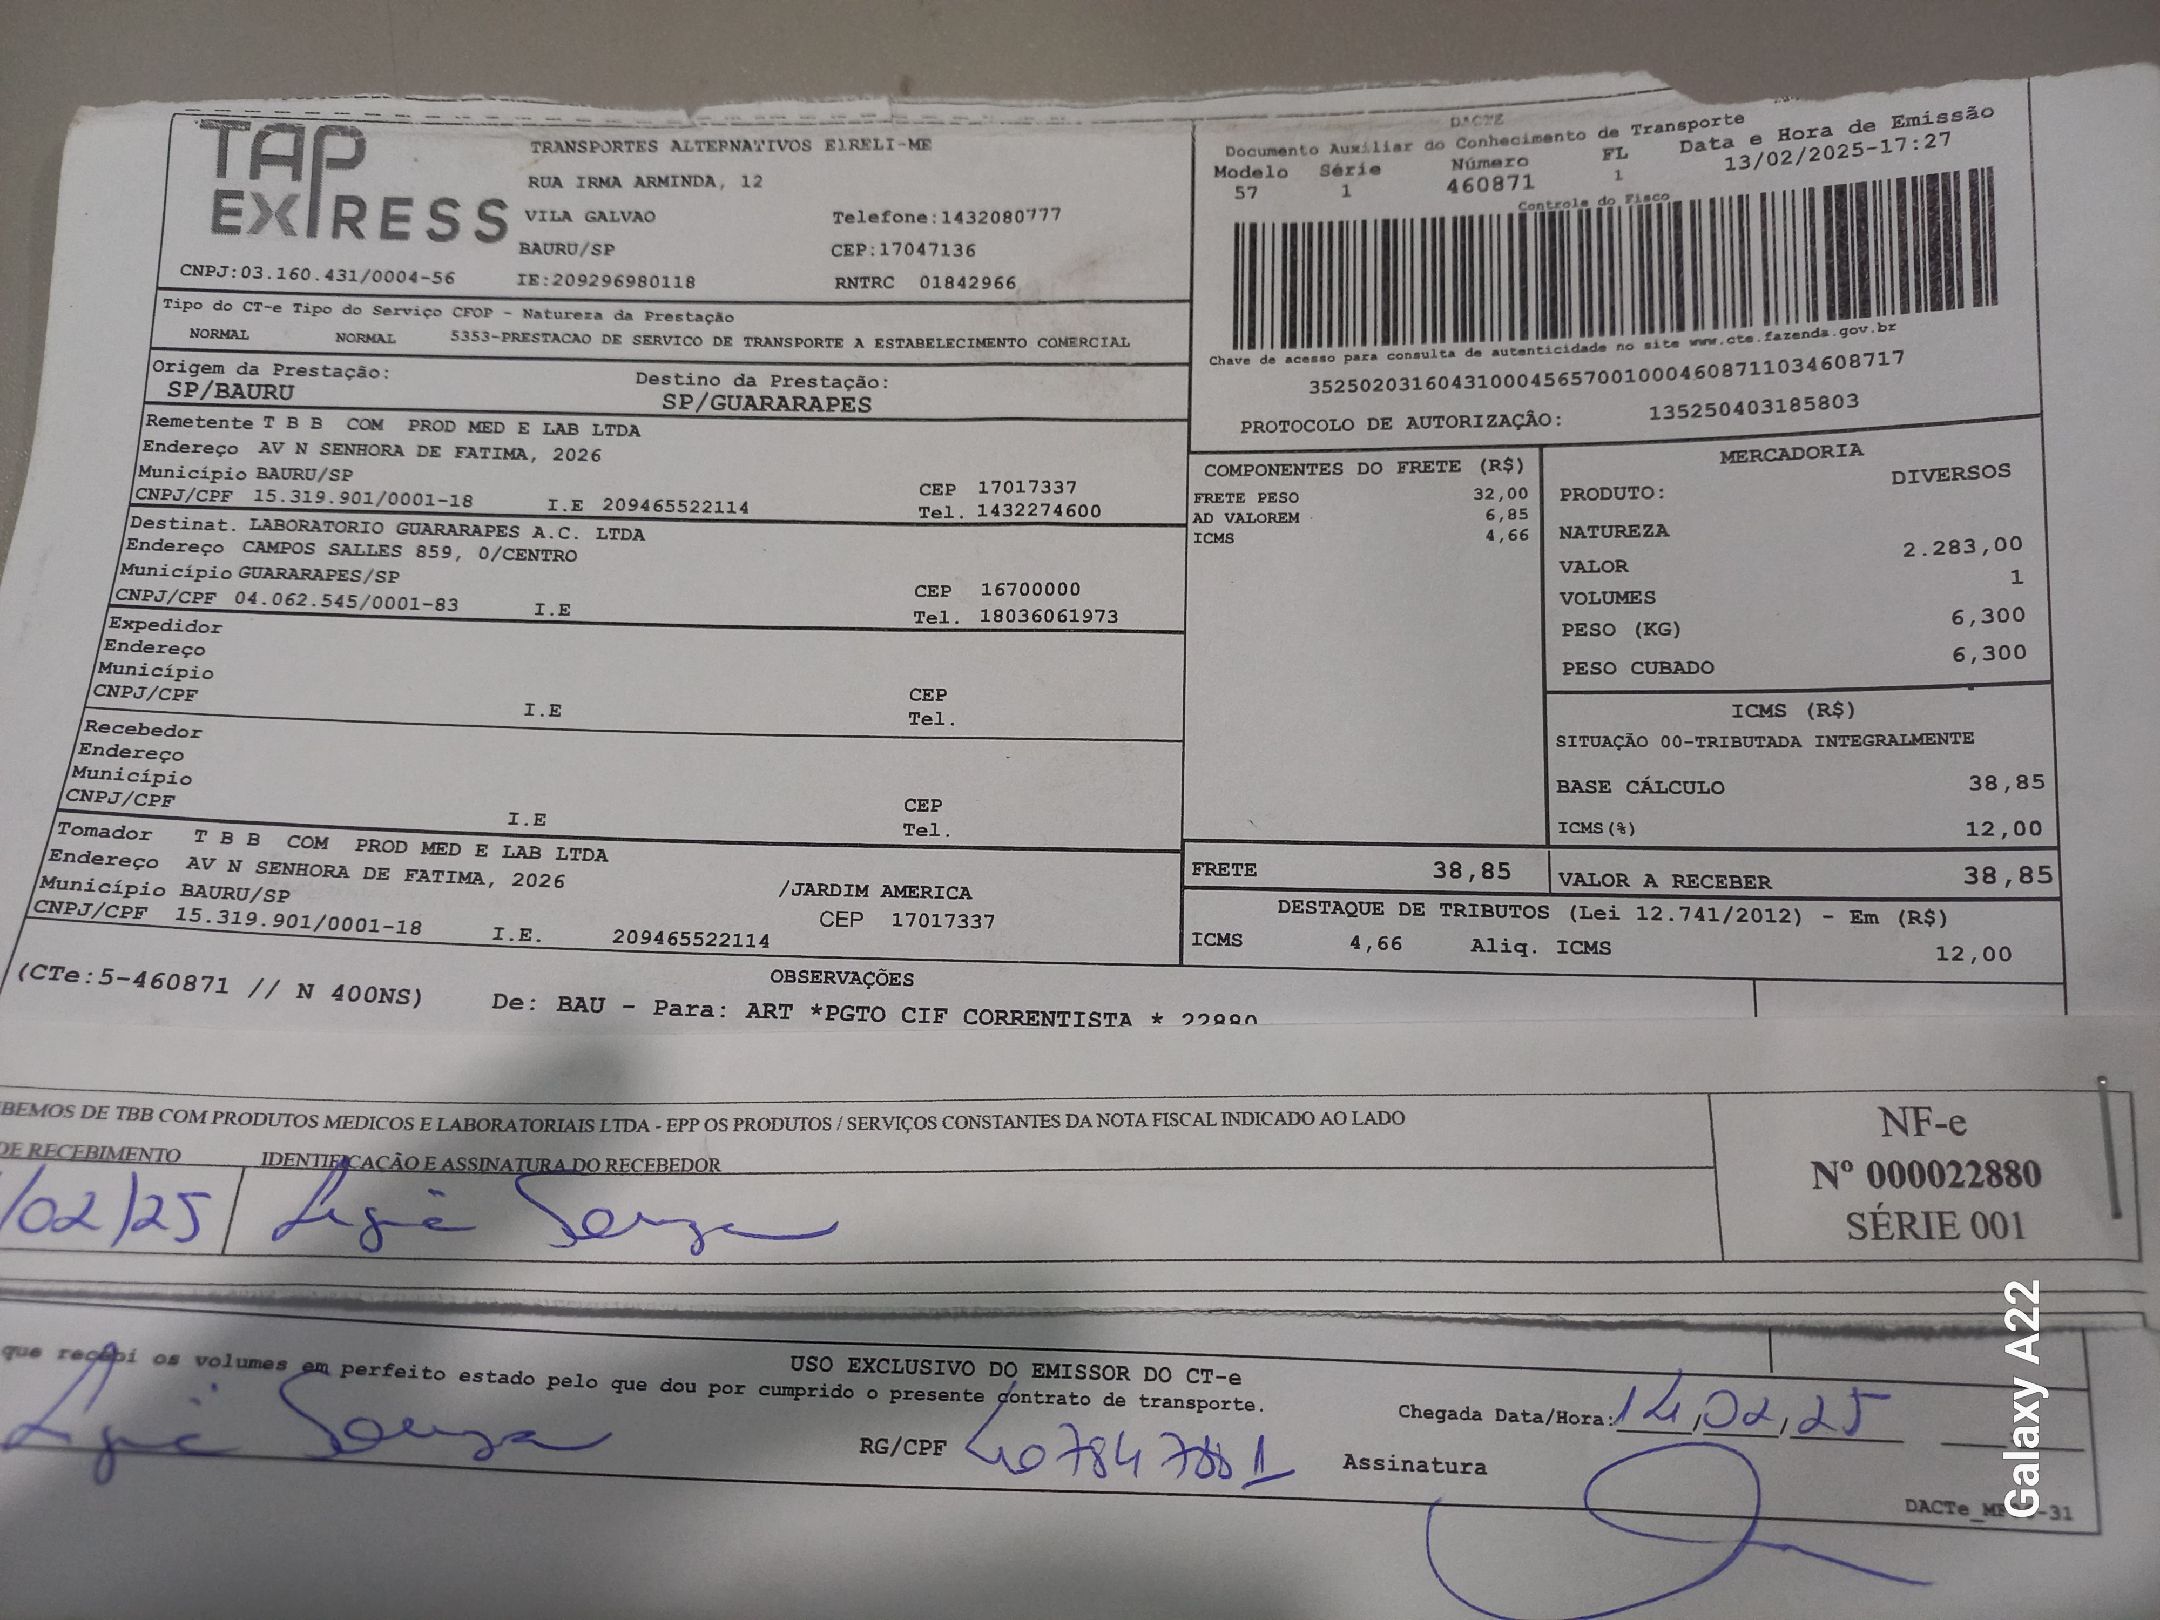 TAP EXPRESS
TRANSPORTES ALTERNATIVOS EIRELI-ME
RUA IRMA ARMINDA, 12
VILA GALVAO Telefone:1432080777
BAURU/SP CEP:17047136
CNPJ:03.160.431/0004-56 IE:209296980118 RNTRC 01842966
DACTE
Documento Auxiliar do Conhecimento de Transporte
Modelo Série Número FL Data e Hora de Emissão
57 1 460871 1 13/02/2025-17:27
Controle do Fisco
Chave de acesso para consulta de autenticidade no site www.cte.fazenda.gov.br
35250203160431000456570010004608711034608717
PROTOCOLO DE AUTORIZAÇÃO: 135250403185803
Tipo do CT-e Tipo do Serviço CFOP - Natureza da Prestação
NORMAL NORMAL 5353-PRESTACAO DE SERVICO DE TRANSPORTE A ESTABELECIMENTO COMERCIAL
Origem da Prestação: Destino da Prestação:
SP/BAURU SP/GUARARAPES
Remetente T B B COM PROD MED E LAB LTDA
Endereço AV N SENHORA DE FATIMA, 2026
Município BAURU/SP CEP 17017337
CNPJ/CPF 15.319.901/0001-18 I.E 209465522114 Tel. 1432274600
Destinat. LABORATORIO GUARARAPES A.C. LTDA
Endereço CAMPOS SALLES 859, 0/CENTRO
Município GUARARAPES/SP CEP 16700000
CNPJ/CPF 04.062.545/0001-83 I.E Tel. 18036061973
Expedidor
Endereço
Município CEP
CNPJ/CPF I.E Tel.
Recebedor
Endereço
Município CEP
CNPJ/CPF I.E Tel.
Tomador T B B COM PROD MED E LAB LTDA
Endereço AV N SENHORA DE FATIMA, 2026 /JARDIM AMERICA
Município BAURU/SP CEP 17017337
CNPJ/CPF 15.319.901/0001-18 I.E. 209465522114
COMPONENTES DO FRETE (R$)
FRETE PESO 32,00
AD VALOREM 6,85
ICMS 4,66
MERCADORIA
PRODUTO: DIVERSOS
NATUREZA
VALOR 2.283,00
VOLUMES 1
PESO (KG) 6,300
PESO CUBADO 6,300
ICMS (R$)
SITUAÇÃO 00-TRIBUTADA INTEGRALMENTE
BASE CÁLCULO 38,85
ICMS(%) 12,00
FRETE 38,85 VALOR A RECEBER 38,85
DESTAQUE DE TRIBUTOS (Lei 12.741/2012) - Em (R$)
ICMS 4,66 Aliq. ICMS 12,00
OBSERVAÇÕES
(CTe:5-460871 // N 400NS) De: BAU - Para: ART *PGTO CIF CORRENTISTA * 22880
BEMOS DE TBB COM PRODUTOS MEDICOS E LABORATORIAIS LTDA - EPP OS PRODUTOS / SERVIÇOS CONSTANTES DA NOTA FISCAL INDICADO AO LADO
DE RECEBIMENTO IDENTIFICAÇÃO E ASSINATURA DO RECEBEDOR
/02/25 Souza
NF-e
Nº 000022880
SÉRIE 001
USO EXCLUSIVO DO EMISSOR DO CT-e
que recebi os volumes em perfeito estado pelo que dou por cumprido o presente contrato de transporte.
Souza RG/CPF 407847881
Chegada Data/Hora: 14,02,25
Assinatura
Galaxy A22